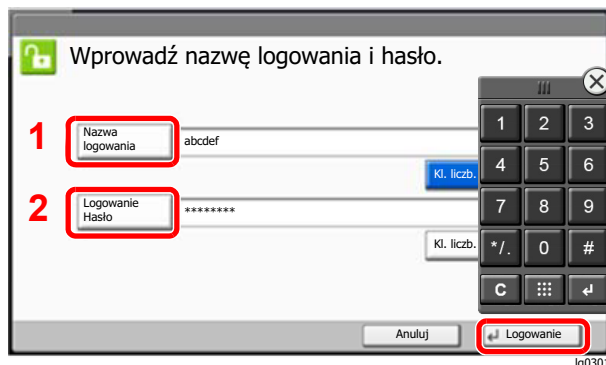 Wprowadź nazwę logowania i hasło.
1
Nazwa
logowania
abcdef
Kl. liczb.
2
Logowanie
Hasło
********
Kl. liczb.
1 2 3
4 5 6
7 8 9
*/. 0 #
C
Anuluj
Logowanie